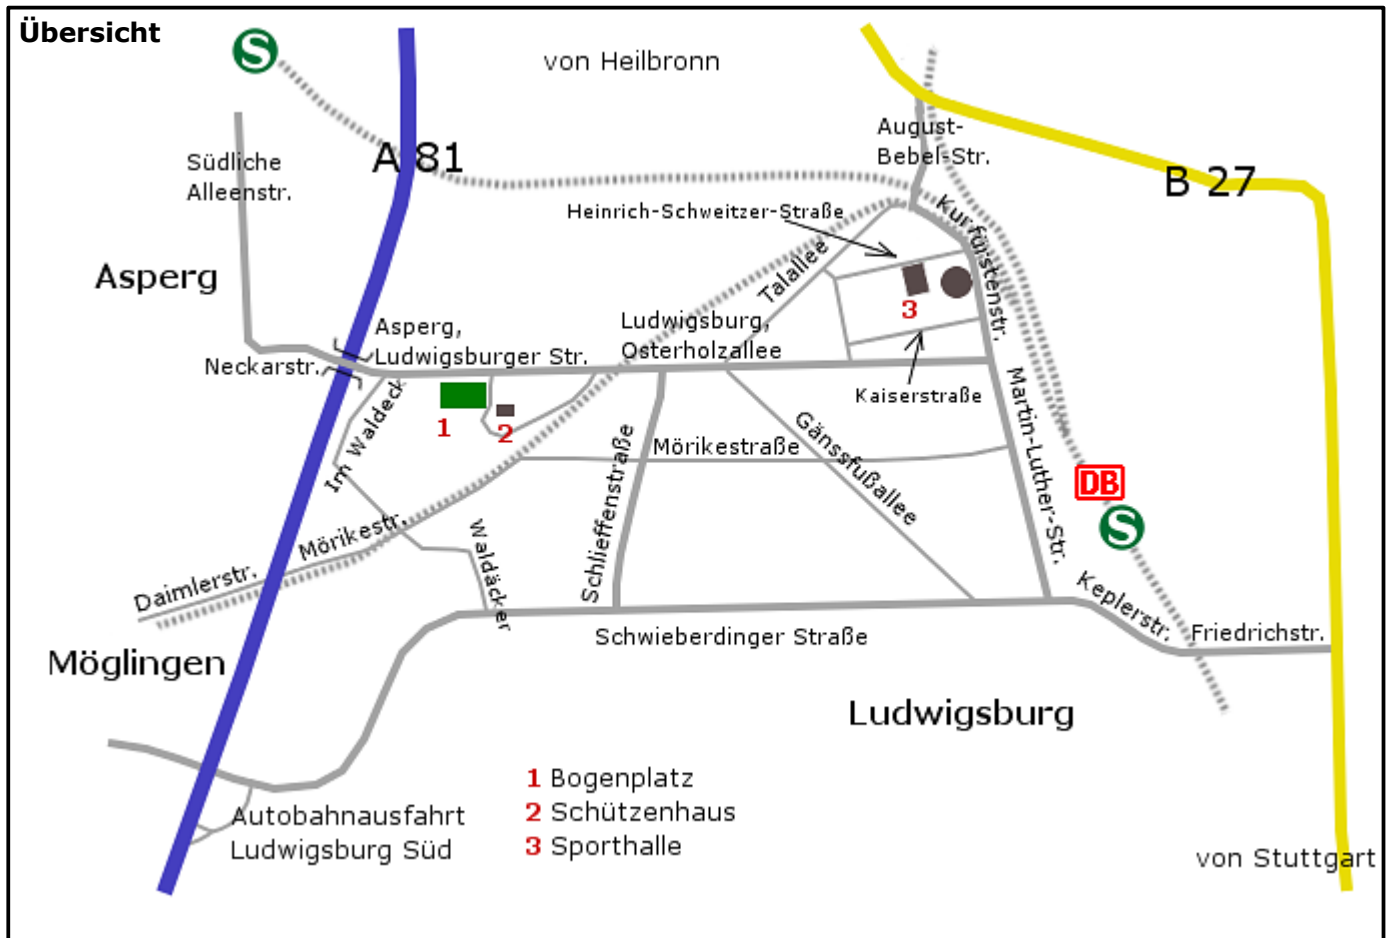 Übersicht
S
von Heilbronn
A 81
August-
Bebel-Str.
Südliche
Alleenstr.
B 27
Heinrich-Schweitzer-Straße
Kurfürstenstr.
Asperg
Talallee
3
Asperg,
Ludwigsburger Str.
Ludwigsburg,
Osterholzallee
Neckarstr.
Kaiserstraße
Im Waldeck
1
2
Schlieffenstraße
Mörikestraße
Gänssfußallee
Martin-Luther-Str.
DB
S
Mörikestr.
Waldäcker
Daimlerstr.
Keplerstr.
Friedrichstr.
Schwieberdinger Straße
Möglingen
Ludwigsburg
1 Bogenplatz
2 Schützenhaus
3 Sporthalle
Autobahnausfahrt
Ludwigsburg Süd
von Stuttgart